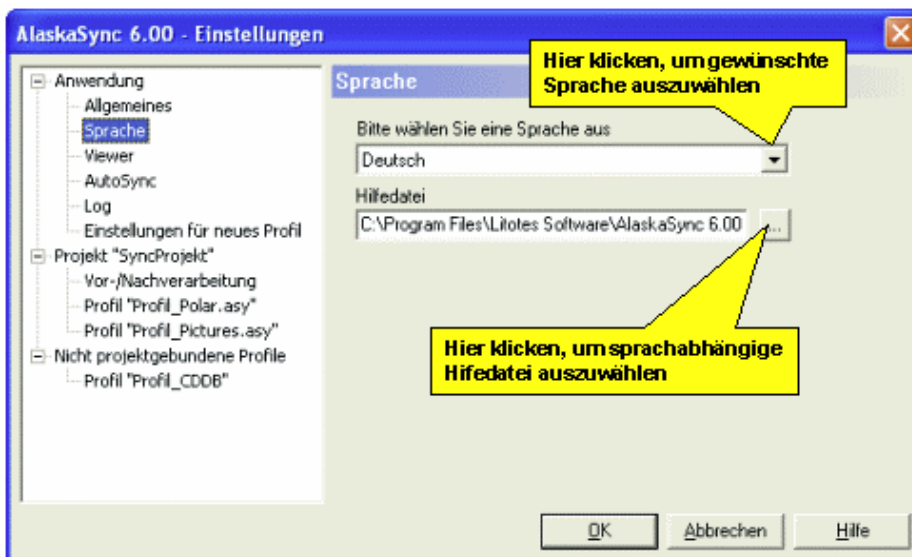 AlaskaSync 6.00 - Einstellungen
Anwendung
Allgemeines
Sprache
Viewer
AutoSync
Log
Einstellungen für neues Profil
Projekt "SyncProjekt"
Vor-/Nachverarbeitung
Profil "Profil_Polar.asy"
Profil "Profil_Pictures.asy"
Nicht projektgebundene Profile
Profil "Profil_CDDB"
Sprache
Hier klicken, um gewünschte
Sprache auszuwählen
Bitte wählen Sie eine Sprache aus
Deutsch
Hilfedatei
C:\Program Files\Litotes Software\AlaskaSync 6.00
...
Hier klicken, um sprachabhängige
Hifedatei auszuwählen
OK
Abbrechen
Hilfe